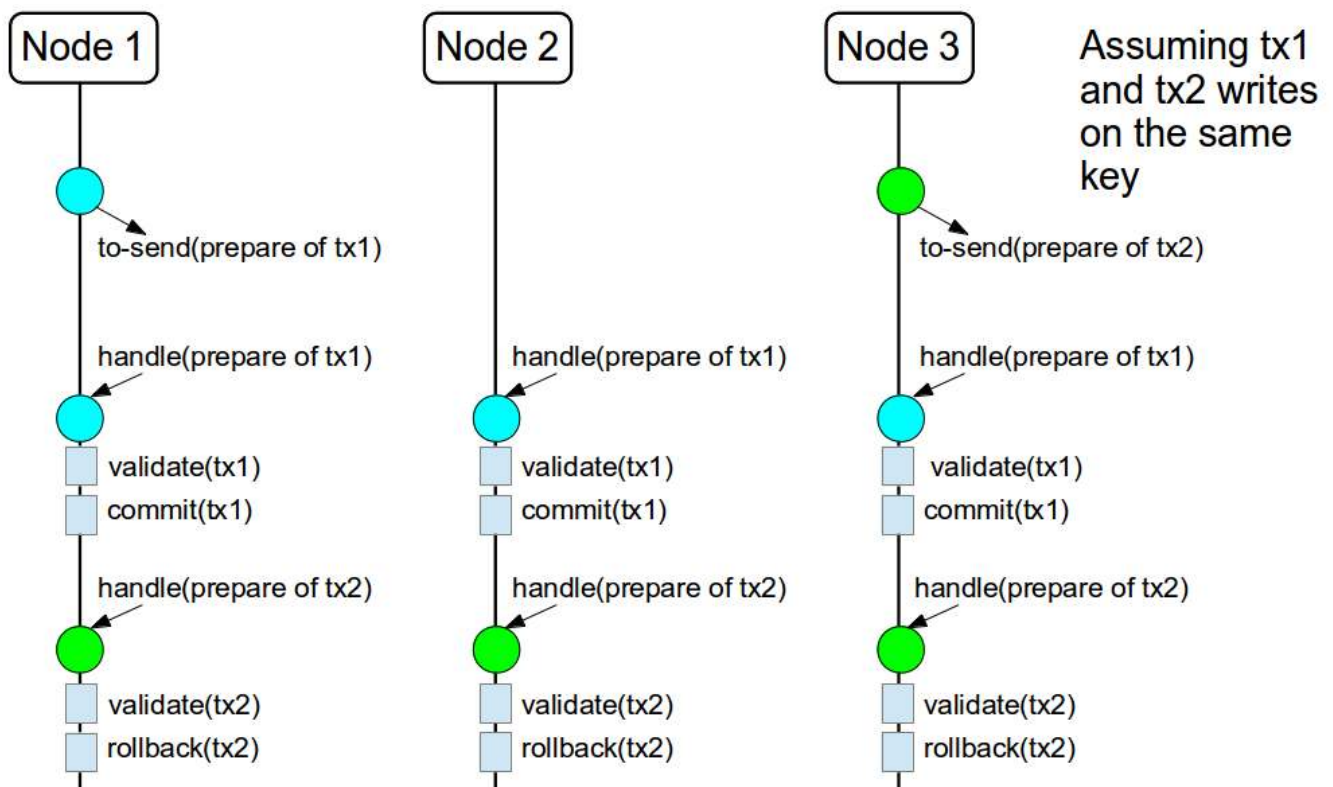 Node 1
Node 2
Node 3
Assuming tx1
and tx2 writes
on the same
key
to-send(prepare of tx1)
to-send(prepare of tx2)
handle(prepare of tx1)
handle(prepare of tx1)
handle(prepare of tx1)
validate(tx1)
validate(tx1)
validate(tx1)
commit(tx1)
commit(tx1)
commit(tx1)
handle(prepare of tx2)
handle(prepare of tx2)
handle(prepare of tx2)
validate(tx2)
validate(tx2)
validate(tx2)
rollback(tx2)
rollback(tx2)
rollback(tx2)